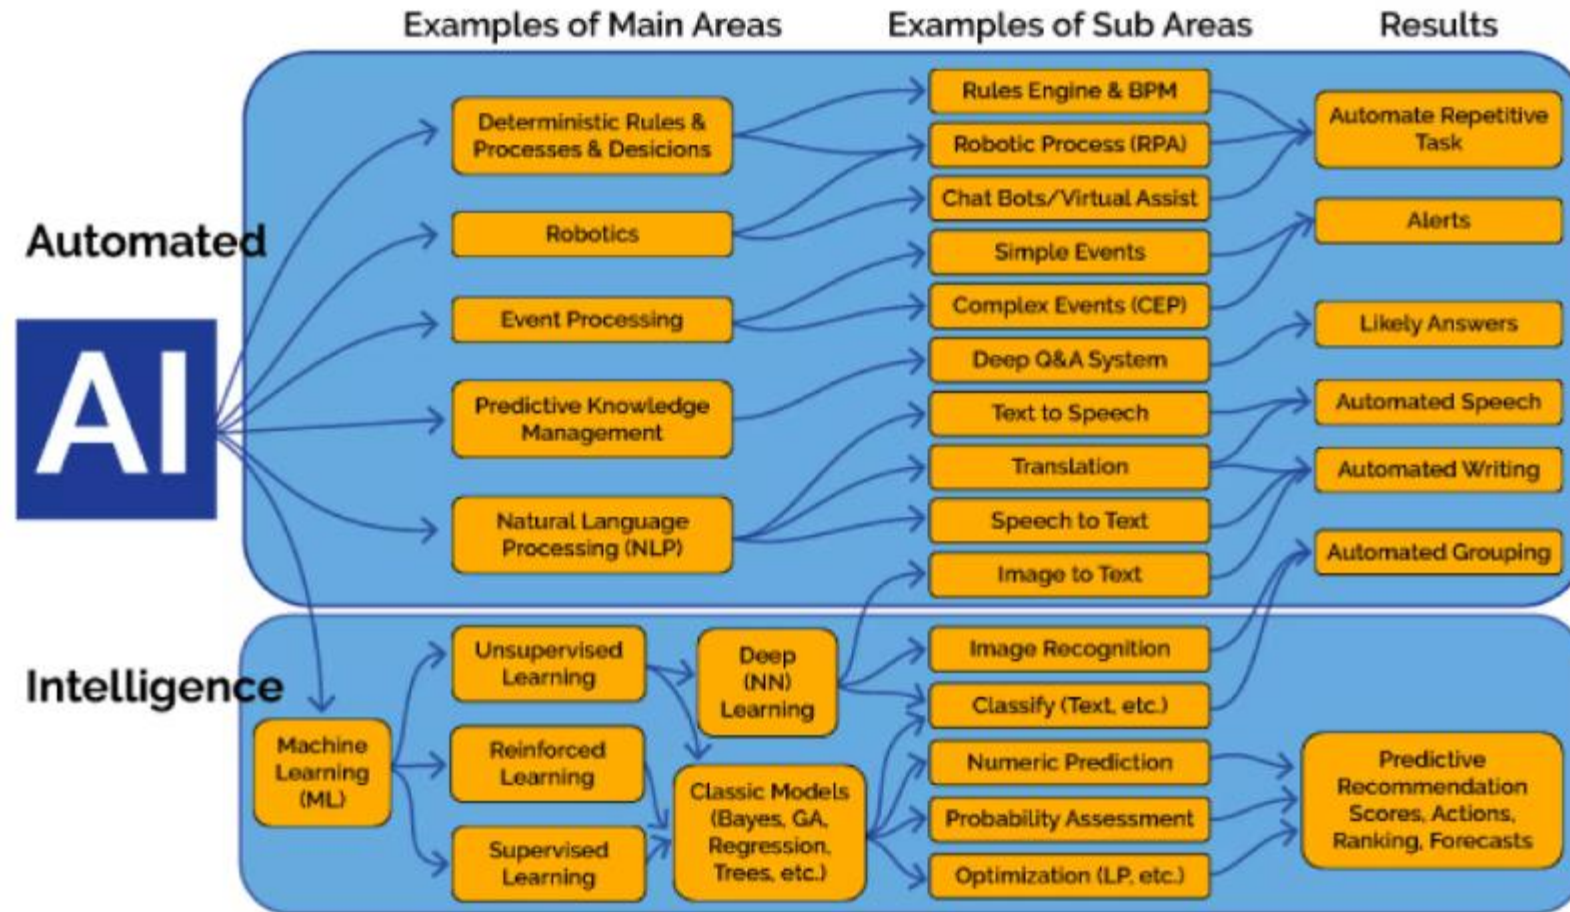 Examples of Main Areas
Examples of Sub Areas
Results
Automated
AI
Deterministic Rules &
Processes & Desicions
Robotics
Event Processing
Predictive Knowledge
Management
Natural Language
Processing (NLP)
Rules Engine & BPM
Robotic Process (RPA)
Chat Bots/Virtual Assist
Simple Events
Complex Events (CEP)
Deep Q&A System
Text to Speech
Translation
Speech to Text
Image to Text
Automate Repetitive
Task
Alerts
Likely Answers
Automated Speech
Automated Writing
Automated Grouping
Intelligence
Machine
Learning
(ML)
Unsupervised
Learning
Reinforced
Learning
Supervised
Learning
Deep
(NN)
Learning
Classic Models
(Bayes, GA,
Regression,
Trees, etc.)
Image Recognition
Classify (Text, etc.)
Numeric Prediction
Probability Assessment
Optimization (LP, etc.)
Predictive
Recommendation
Scores, Actions,
Ranking, Forecasts